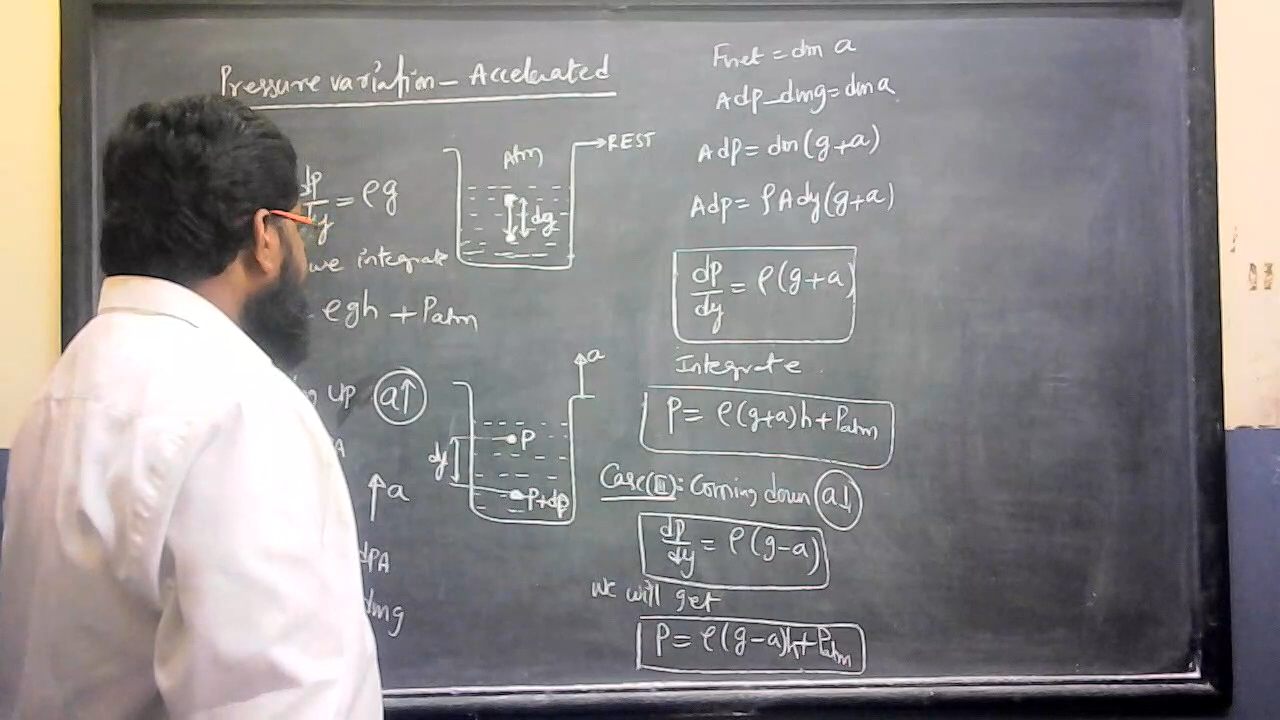 Pressure variation - Accelerated
Atm
REST
dp/dy = ρg
dy
we integrate
ρgh + Patm
up a↑
a
P
dy
P+dp
A
↑a
dpA
dmg
Fnet = dm a
Adp - dmg = dma
Adp = dm(g+a)
Adp = ρAdy(g+a)
dp/dy = ρ(g+a)
Integrate
P = ρ(g+a)h + Patm
Case(III): Coming down a↓
dp/dy = ρ(g-a)
we will get
P = ρ(g-a)h + Patm